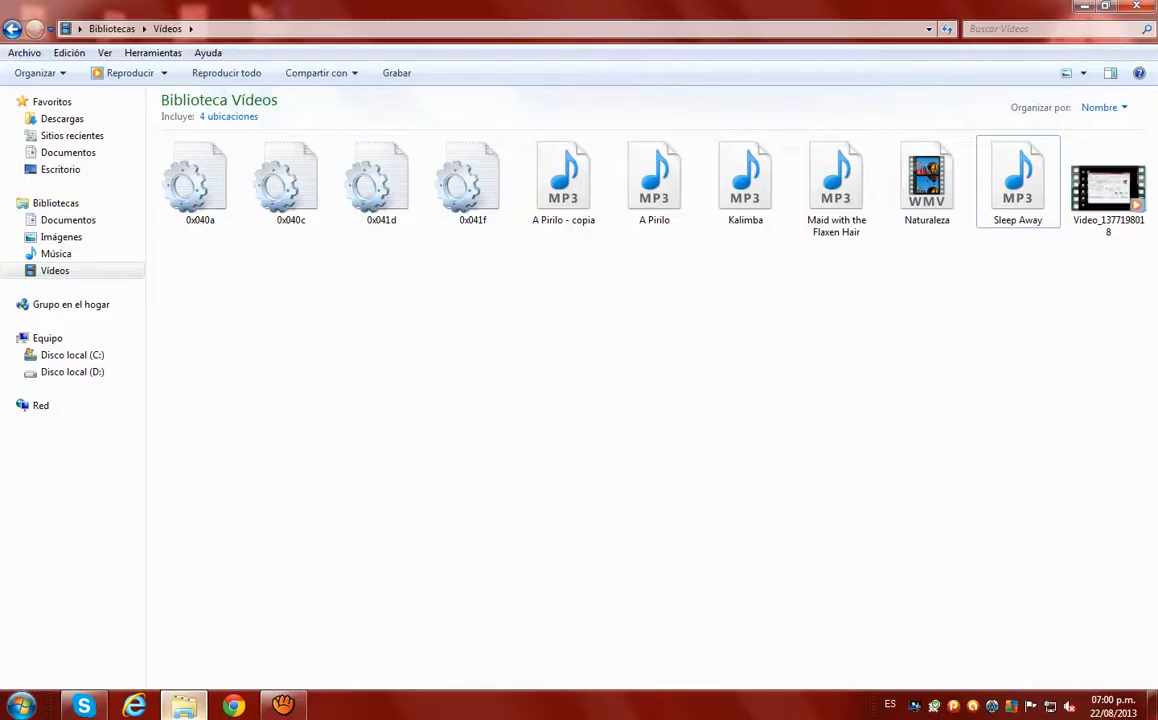 Bibliotecas Vídeos
Buscar Vídeos
Archivo Edición Ver Herramientas Ayuda
Organizar Reproducir Reproducir todo Compartir con Grabar
Favoritos
Descargas
Sitios recientes
Documentos
Escritorio
Bibliotecas
Documentos
Imágenes
Música
Vídeos
Grupo en el hogar
Equipo
Disco local (C:)
Disco local (D:)
Red
Biblioteca Vídeos
Incluye: 4 ubicaciones
Organizar por: Nombre
MP3 MP3 MP3 MP3 WMV MP3
0x040a 0x040c 0x041d 0x041f A Pirilo - copia A Pirilo Kalimba Maid with the Naturaleza Sleep Away Video_137719801
Flaxen Hair 8
ES
07:00 p.m.
22/08/2013